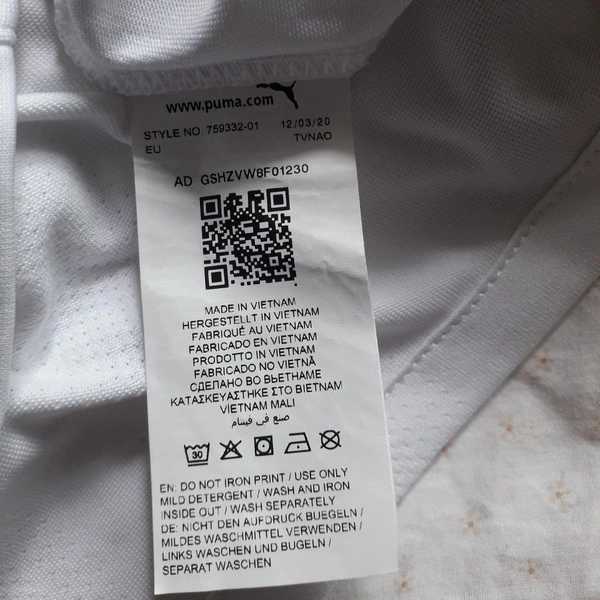 www.puma.com
STYLE NO. 759332-01 12/03/20
EU TVNAO
AD GSHZVW8F01230
MADE IN VIETNAM
HERGESTELLT IN VIETNAM
FABRIQUÉ AU VIETNAM
FABRICADO EN VIETNAM
PRODOTTO IN VIETNAM
FABRICADO NO VIETNÃ
СДЕЛАНО ВО ВЬЕТНАМЕ
ΚΑΤΑΣΚΕΥΑΣΤΗΚΕ ΣΤΟ ΒΙΕΤΝΑΜ
VİETNAM MALI
صنع في فيتنام
30
EN: DO NOT IRON PRINT / USE ONLY
MILD DETERGENT / WASH AND IRON
INSIDE OUT / WASH SEPARATELY
DE: NICHT DEN AUFDRUCK BUEGELN /
MILDES WASCHMITTEL VERWENDEN /
LINKS WASCHEN UND BUGELN /
SEPARAT WASCHEN